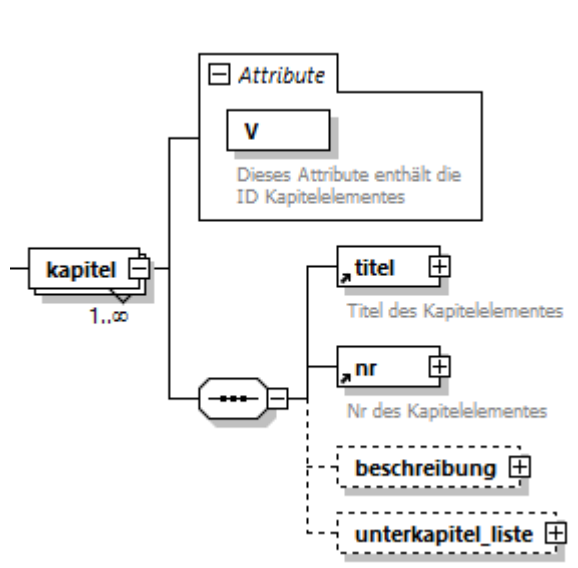 Attribute
V
Dieses Attribute enthält die
ID Kapitelelementes
kapitel
1..∞
titel
Titel des Kapitelelementes
nr
Nr des Kapitelelementes
beschreibung
unterkapitel_liste